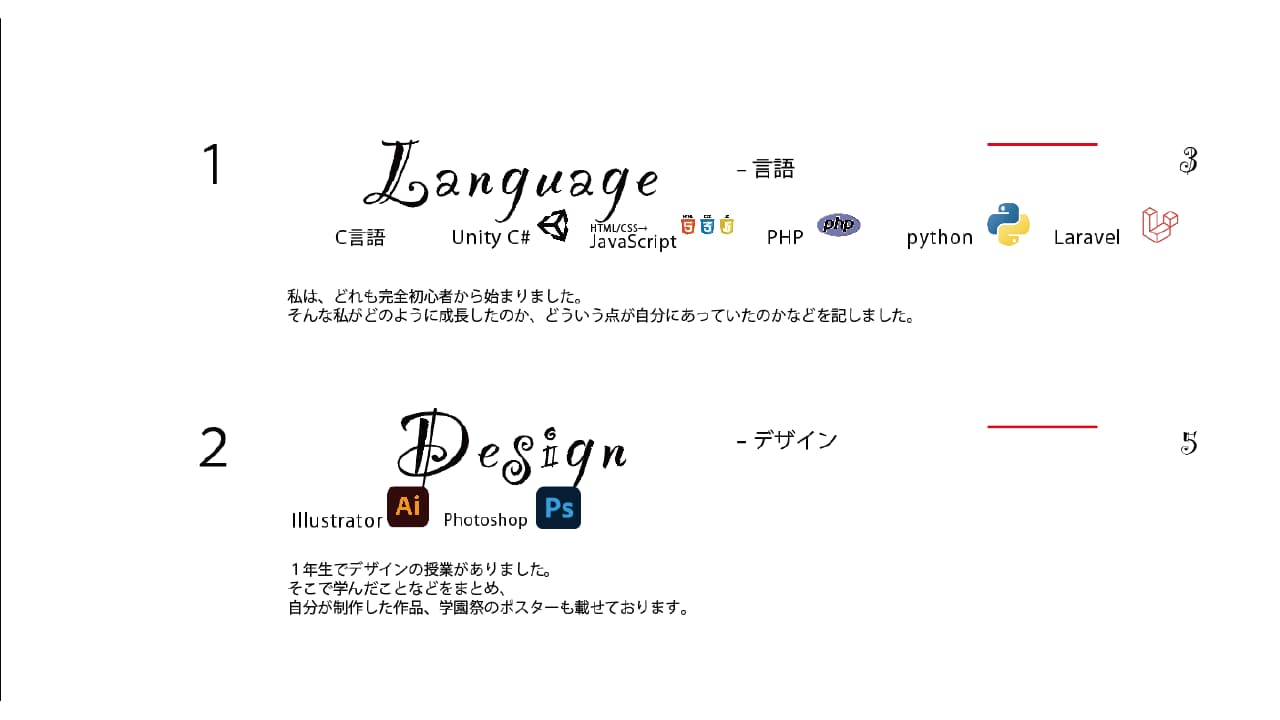 1
Language
– 言語
3
C言語
Unity C#
HTML/CSS→
JavaScript
HTML
5
CSS
3
JS
5
PHP
php
python
Laravel
私は、どれも完全初心者から始まりました。
そんな私がどのように成長したのか、どういう点が自分にあっていたのかなどを記しました。
2
Design
– デザイン
5
Illustrator
Ai
Photoshop
Ps
１年生でデザインの授業がありました。
そこで学んだことなどをまとめ、
自分が制作した作品、学園祭のポスターも載せております。